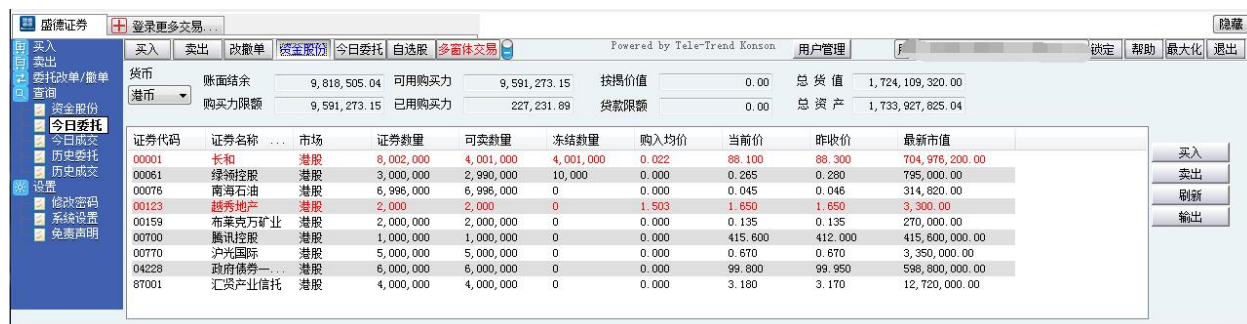 盛德证券 登录更多交易... 隐藏
买入 卖出 改撤单 资金股份 今日委托 自选股 多窗体交易 Powered by Tele-Trend Konson 用户管理 锁定 帮助 最大化 退出
买入
卖出
委托改单/撤单
查询
资金股份
今日委托
今日成交
历史委托
历史成交
设置
修改密码
系统设置
免责声明
货币 账面结余 9,818,505.04 可用购买力 9,591,273.15 按揭价值 0.00 总货值 1,724,109,320.00
港币 购买力限额 9,591,273.15 已用购买力 227,231.89 贷款限额 0.00 总资产 1,733,927,825.04
证券代码 证券名称 ... 市场 证券数量 可卖数量 冻结数量 购入均价 当前价 昨收价 最新市值
00001 长和 港股 8,002,000 4,001,000 4,001,000 0.022 88.100 88.300 704,976,200.00
00061 绿领控股 港股 3,000,000 2,990,000 10,000 0.000 0.265 0.280 795,000.00
00076 南海石油 港股 6,996,000 6,996,000 0 0.000 0.045 0.046 314,820.00
00123 越秀地产 港股 2,000 2,000 0 1.503 1.650 1.650 3,300.00
00159 布莱克万矿业 港股 2,000,000 2,000,000 0 0.000 0.135 0.135 270,000.00
00700 腾讯控股 港股 1,000,000 1,000,000 0 0.000 415.600 412.000 415,600,000.00
00770 沪光国际 港股 5,000,000 5,000,000 0 0.000 0.670 0.670 3,350,000.00
04228 政府债券一... 港股 6,000,000 6,000,000 0 0.000 99.800 99.950 598,800,000.00
87001 汇贤产业信托 港股 4,000,000 4,000,000 0 0.000 3.180 3.170 12,720,000.00
买入
卖出
刷新
输出